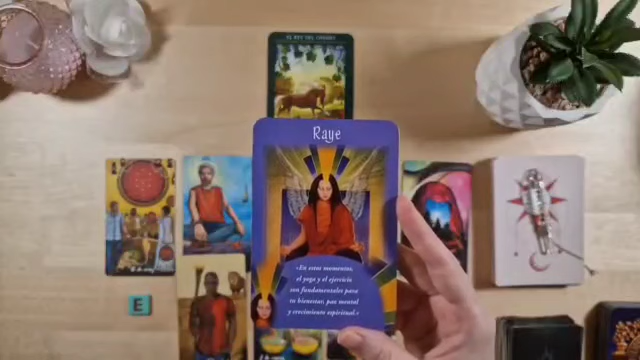 Raye
«En estos momentos,
el yoga y el ejercicio
son fundamentales para
tu bienestar, paz mental
y crecimiento espiritual.»
E